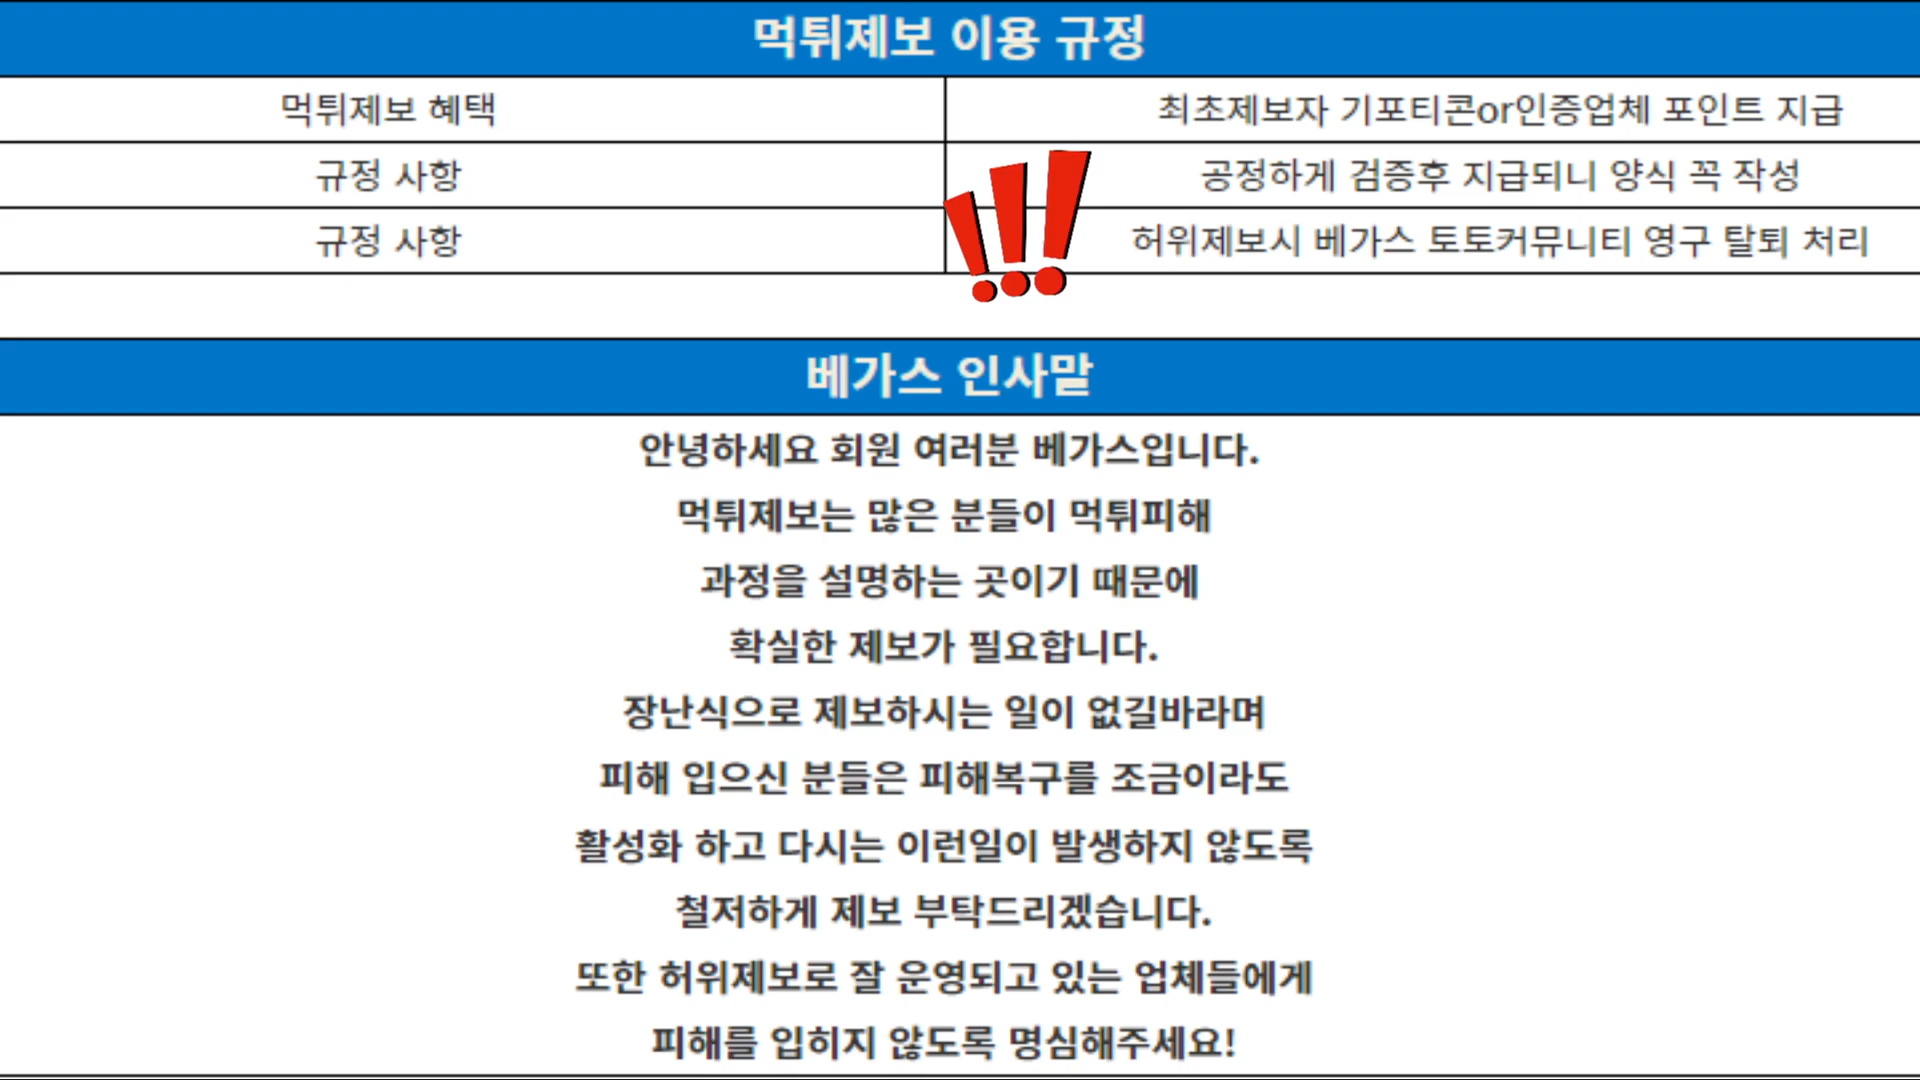 먹튀제보 이용 규정
먹튀제보 혜택 최초제보자 기포티콘or인증업체 포인트 지급
규정 사항 공정하게 검증후 지급되니 양식 꼭 작성
규정 사항 허위제보시 베가스 토토커뮤니티 영구 탈퇴 처리
베가스 인사말
안녕하세요 회원 여러분 베가스입니다.
먹튀제보는 많은 분들이 먹튀피해
과정을 설명하는 곳이기 때문에
확실한 제보가 필요합니다.
장난식으로 제보하시는 일이 없길바라며
피해 입으신 분들은 피해복구를 조금이라도
활성화 하고 다시는 이런일이 발생하지 않도록
철저하게 제보 부탁드리겠습니다.
또한 허위제보로 잘 운영되고 있는 업체들에게
피해를 입히지 않도록 명심해주세요!